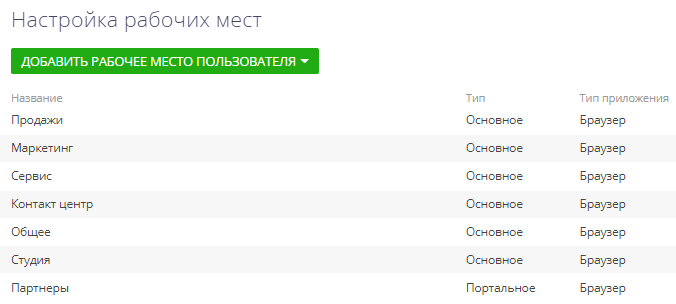 Настройка рабочих мест
ДОБАВИТЬ РАБОЧЕЕ МЕСТО ПОЛЬЗОВАТЕЛЯ
Название Тип Тип приложения
Продажи Основное Браузер
Маркетинг Основное Браузер
Сервис Основное Браузер
Контакт центр Основное Браузер
Общее Основное Браузер
Студия Основное Браузер
Партнеры Портальное Браузер